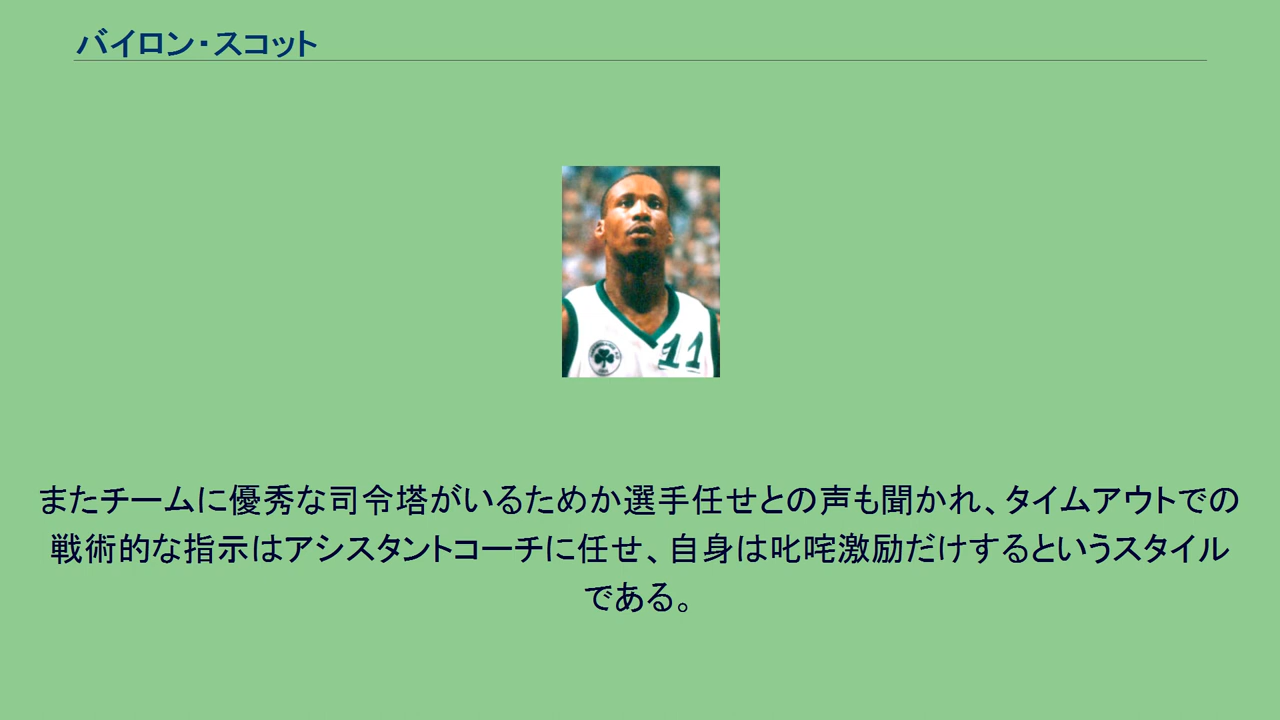 バイロン・スコット
11
またチームに優秀な司令塔がいるためか選手任せとの声も聞かれ、タイムアウトでの
戦術的な指示はアシスタントコーチに任せ、自身は叱咤激励だけするというスタイル
である。